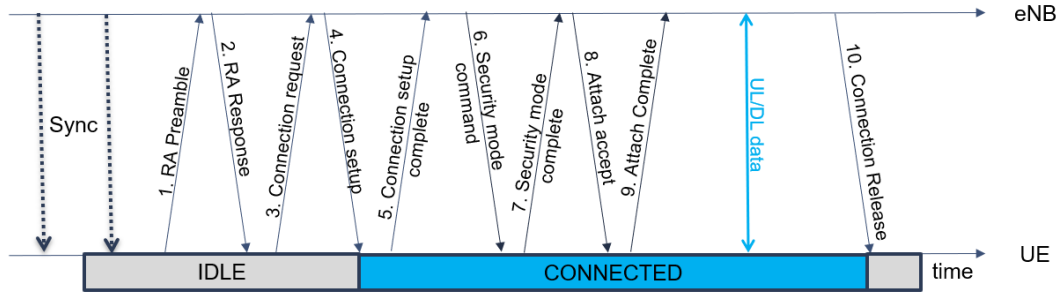 eNB
Sync
1. RA Preamble
2. RA Response
3. Connection request
4. Connection setup
5. Connection setup
complete
6. Security mode
command
7. Security mode
complete
8. Attach accept
9. Attach Complete
UL/DL data
10. Connection Release
IDLE
CONNECTED
time
UE